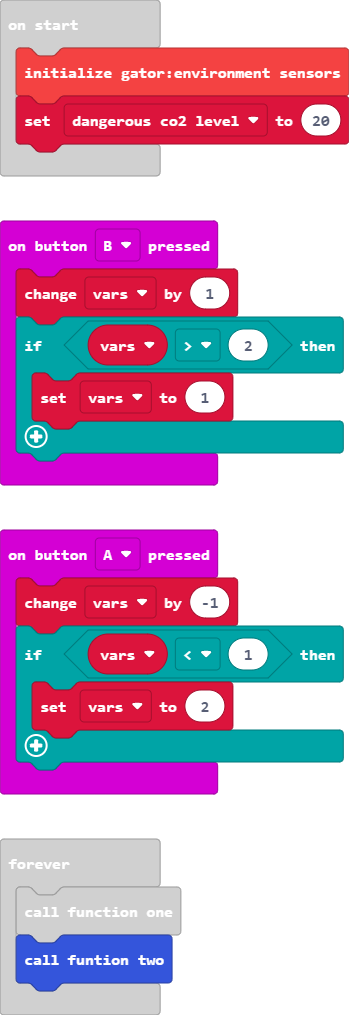 on start
initialize gator:environment sensors
set dangerous co2 level to 20
on button B pressed
change vars by 1
if vars > 2 then
set vars to 1
on button A pressed
change vars by -1
if vars < 1 then
set vars to 2
forever
call function one
call funtion two